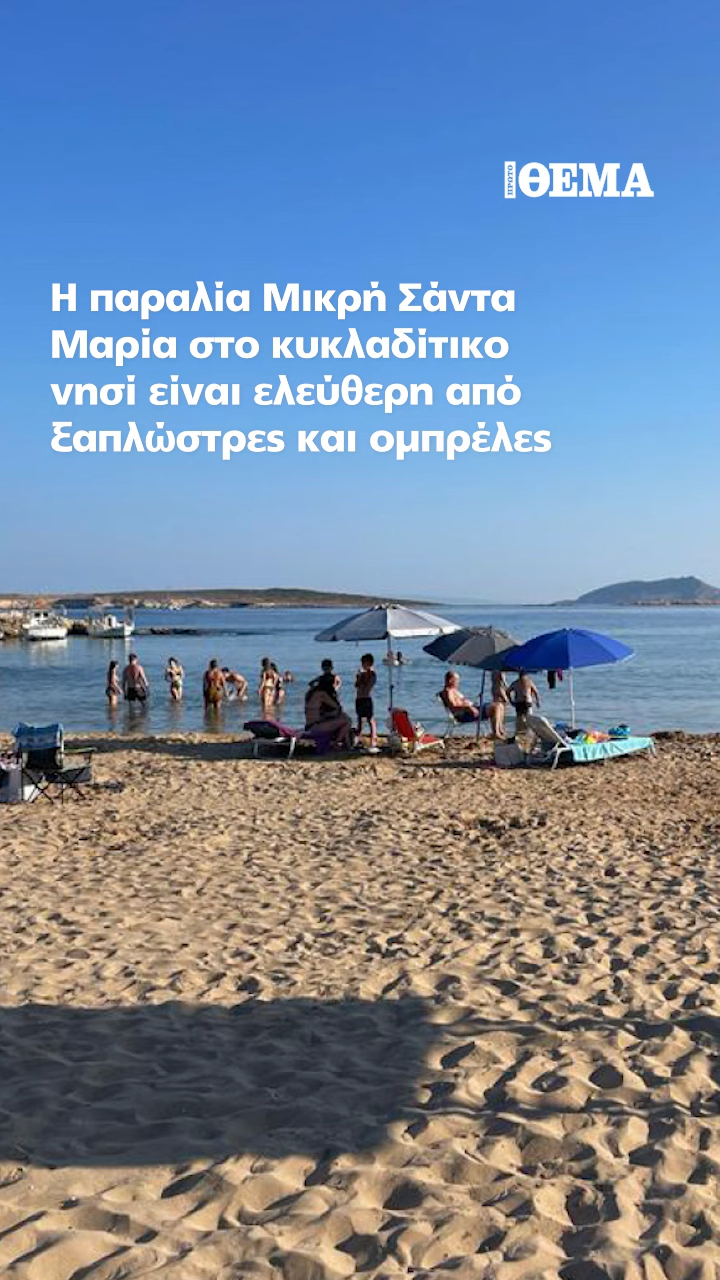 ΠΡΩΤΟ ΘΕΜΑ
Η παραλία Μικρή Σάντα
Μαρία στο κυκλαδίτικο
νησί είναι ελεύθερη από
ξαπλώστρες και ομπρέλες